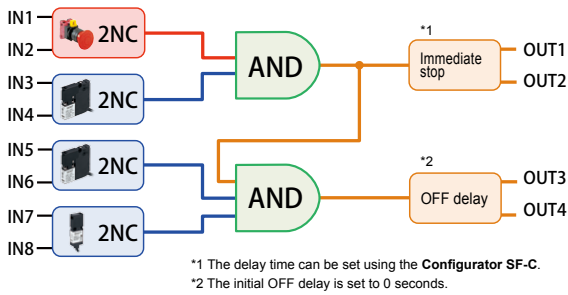 IN1
2NC
IN2
AND
*1
Immediate
stop
OUT1
OUT2
IN3
2NC
IN4
IN5
2NC
IN6
AND
*2
OFF delay
OUT3
OUT4
IN7
2NC
IN8
*1 The delay time can be set using the Configurator SF-C.
*2 The initial OFF delay is set to 0 seconds.